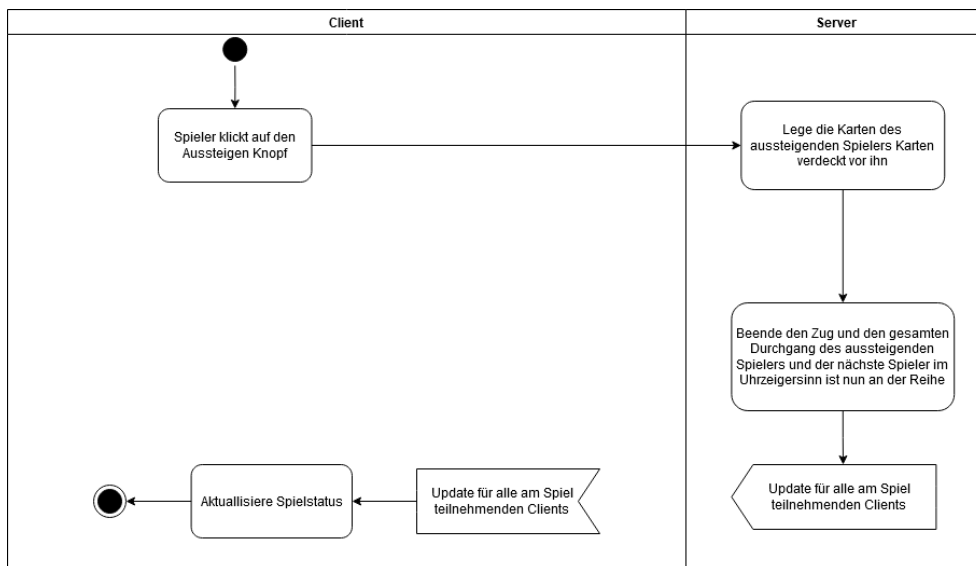 Client
Server
Spieler klickt auf den
Aussteigen Knopf
Lege die Karten des
aussteigenden Spielers Karten
verdeckt vor ihn
Beende den Zug und den gesamten
Durchgang des aussteigenden
Spielers und der nächste Spieler im
Uhrzeigersinn ist nun an der Reihe
Update für alle am Spiel
teilnehmenden Clients
Update für alle am Spiel
teilnehmenden Clients
Aktuallisiere Spielstatus